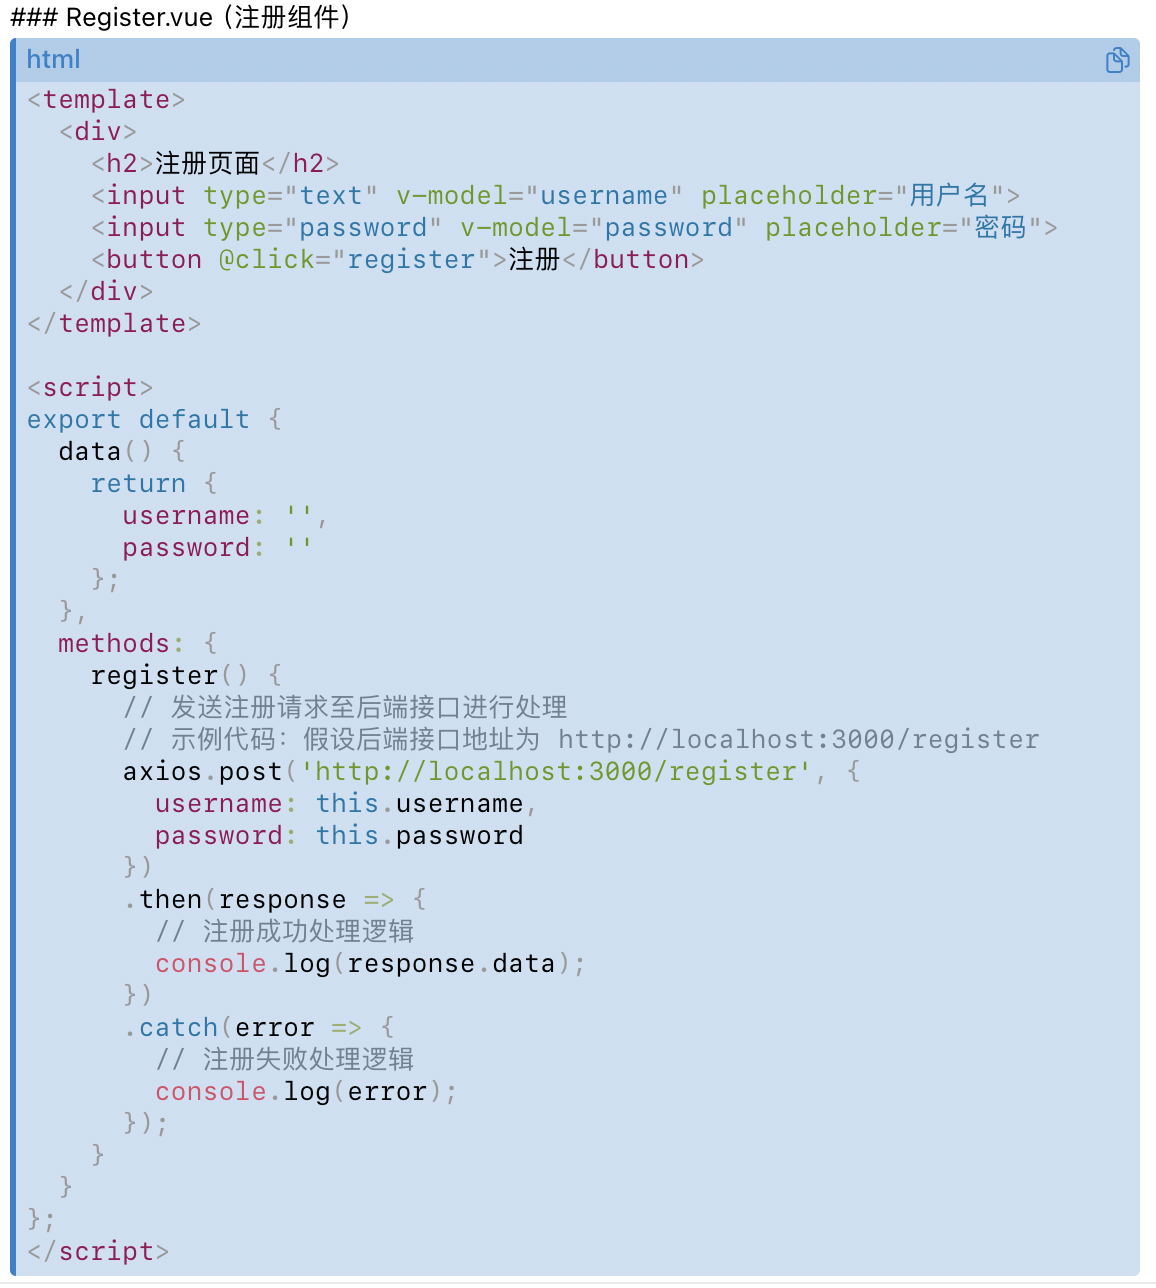 ### Register.vue（注册组件）
html
<template>
  <div>
    <h2>注册页面</h2>
    <input type="text" v-model="username" placeholder="用户名">
    <input type="password" v-model="password" placeholder="密码">
    <button @click="register">注册</button>
  </div>
</template>

<script>
export default {
  data() {
    return {
      username: '',
      password: ''
    };
  },
  methods: {
    register() {
      // 发送注册请求至后端接口进行处理
      // 示例代码：假设后端接口地址为 http://localhost:3000/register
      axios.post('http://localhost:3000/register', {
        username: this.username,
        password: this.password
      })
      .then(response => {
        // 注册成功处理逻辑
        console.log(response.data);
      })
      .catch(error => {
        // 注册失败处理逻辑
        console.log(error);
      });
    }
  }
};
</script>